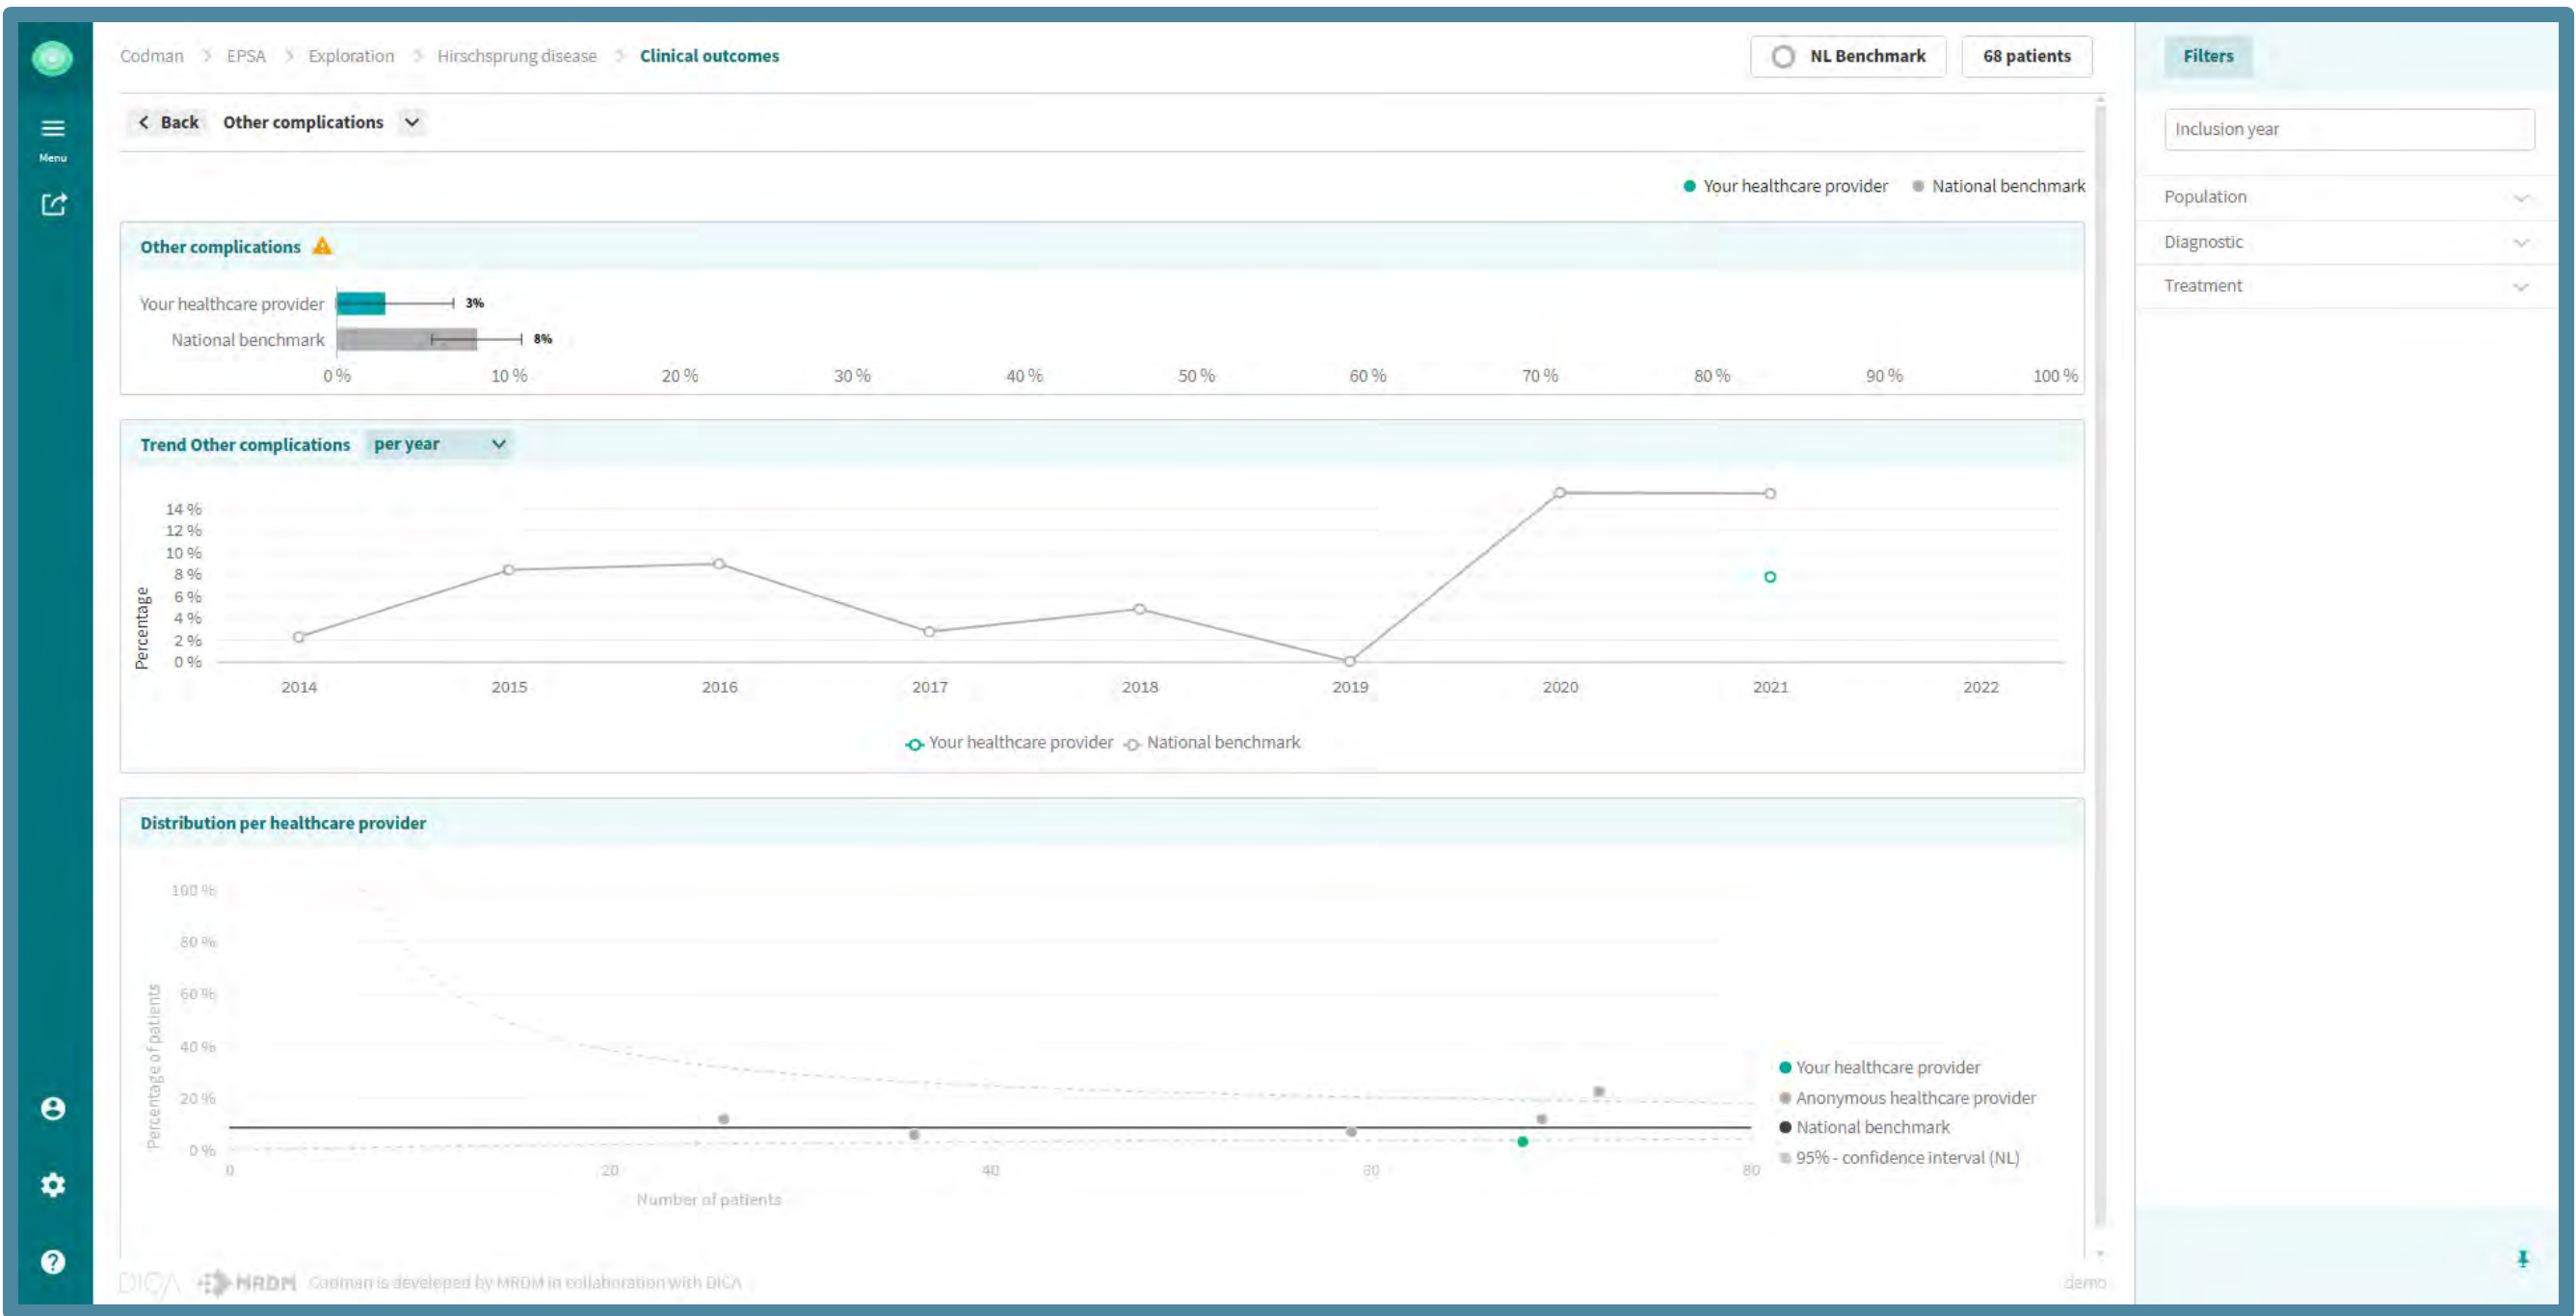 Codman > EPSA > Exploration > Hirschsprung disease > Clinical outcomes
NL Benchmark
68 patients
Filters
Menu
Back
Other complications
Inclusion year
Population
Diagnostic
Treatment
Your healthcare provider
National benchmark
Other complications
Your healthcare provider
3%
National benchmark
8%
0 % 10 % 20 % 30 % 40 % 50 % 60 % 70 % 80 % 90 % 100 %
Trend Other complications
per year
Percentage
14 %
12 %
10 %
8 %
6 %
4 %
2 %
0 %
2014 2015 2016 2017 2018 2019 2020 2021 2022
Your healthcare provider
National benchmark
Distribution per healthcare provider
Percentage of patients
100 %
80 %
60 %
40 %
20 %
0 %
0 20 40 60 80
Number of patients
Your healthcare provider
Anonymous healthcare provider
National benchmark
95% - confidence interval (NL)
DICA
MRDM
Codman is developed by MRDM in collaboration with DICA
demo